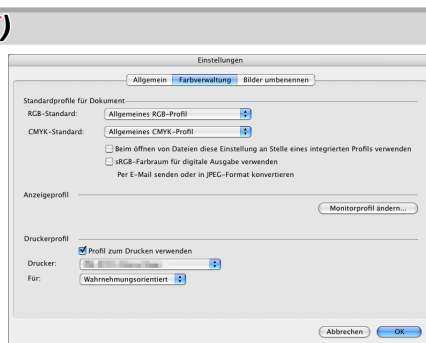 )
Einstellungen
Allgemein Farbverwaltung Bilder umbenennen
Standardprofile für Dokument
RGB-Standard: Allgemeines RGB-Profil
CMYK-Standard: Allgemeines CMYK-Profil
Beim öffnen von Dateien diese Einstellung an Stelle eines integrierten Profils verwenden
sRGB-Farbraum für digitale Ausgabe verwenden
Per E-Mail senden oder in JPEG-Format konvertieren
Anzeigeprofil
Monitorprofil ändern...
Druckerprofil
Profil zum Drucken verwenden
Drucker:
Für: Wahrnehmungsorientiert
Abbrechen OK